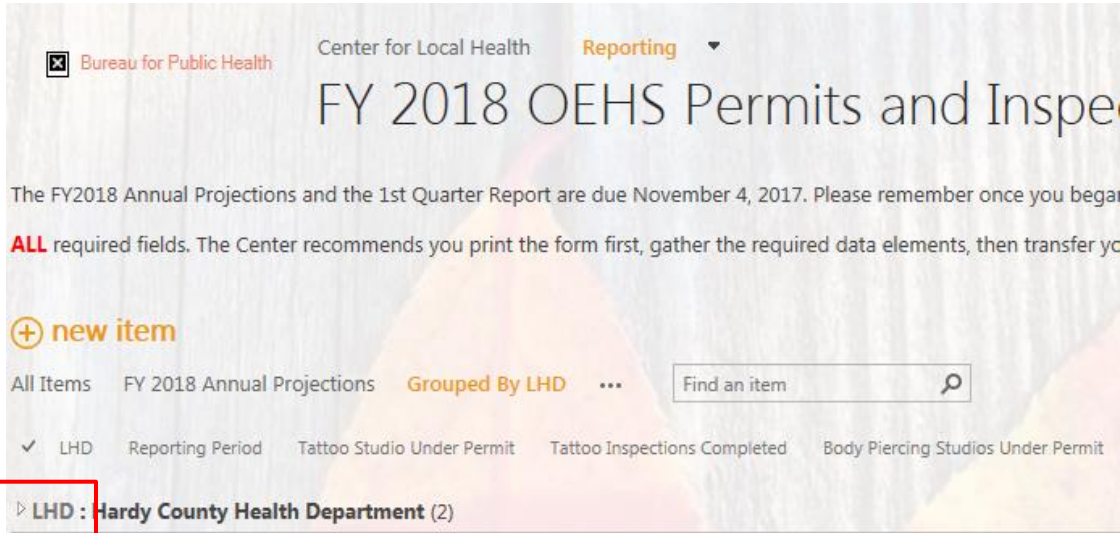 Bureau for Public Health
Center for Local Health Reporting
FY 2018 OEHS Permits and Inspe
The FY2018 Annual Projections and the 1st Quarter Report are due November 4, 2017. Please remember once you began
ALL required fields. The Center recommends you print the form first, gather the required data elements, then transfer yo
new item
All Items FY 2018 Annual Projections Grouped By LHD ••• Find an item
LHD Reporting Period Tattoo Studio Under Permit Tattoo Inspections Completed Body Piercing Studios Under Permit
LHD : Hardy County Health Department (2)